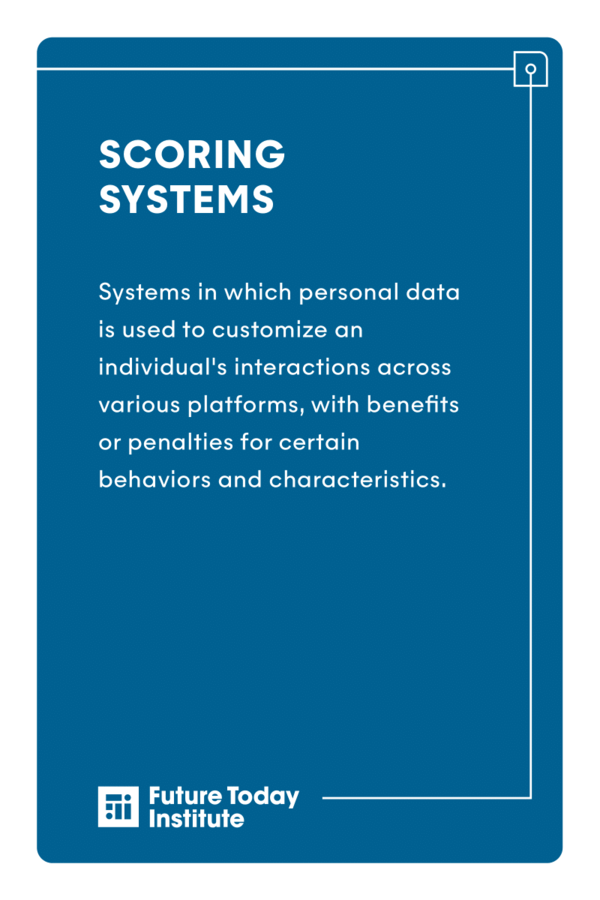 SCORING
SYSTEMS
Systems in which personal data
is used to customize an
individual's interactions across
various platforms, with benefits
or penalties for certain
behaviors and characteristics.
Future Today
Institute